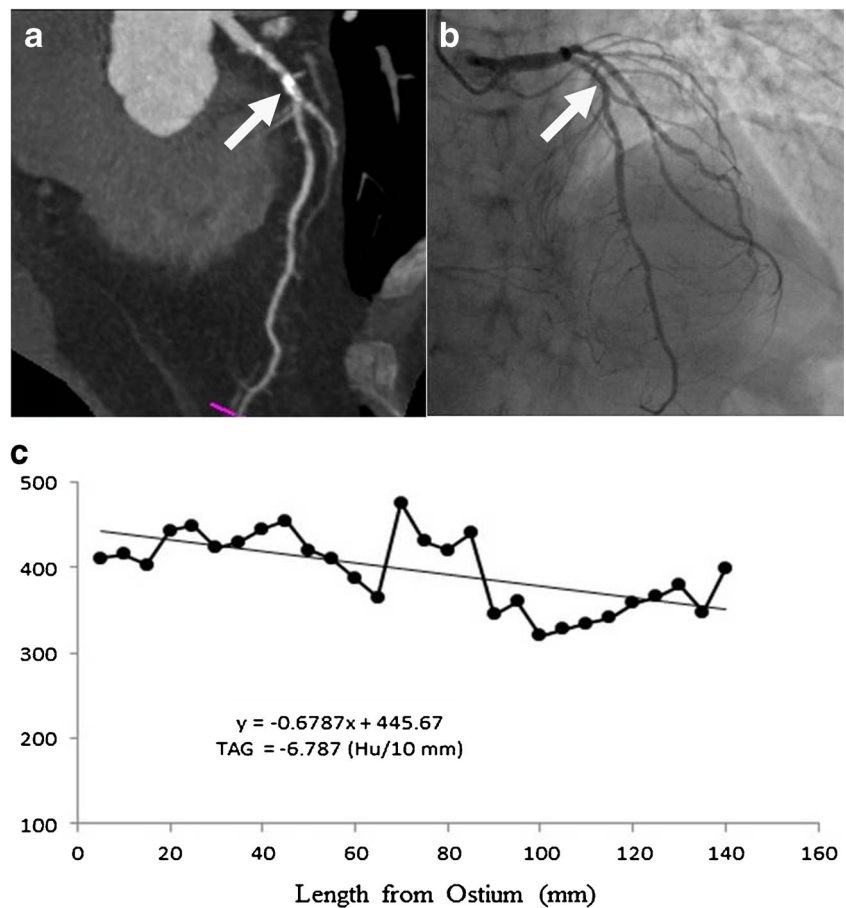 a
b
c
500
400
300
200
100
y = -0.6787x + 445.67
TAG = -6.787 (Hu/10 mm)
0 20 40 60 80 100 120 140 160
Length from Ostium (mm)